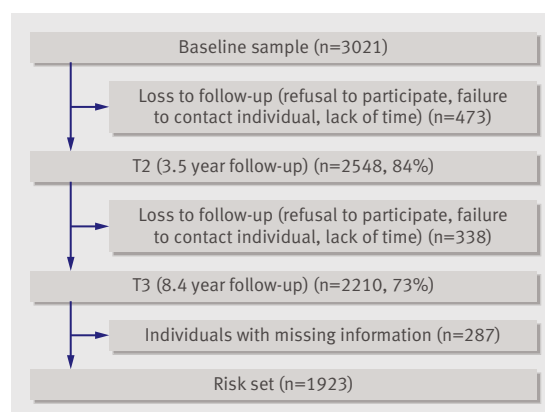 Baseline sample (n=3021)
Loss to follow-up (refusal to participate, failure
to contact individual, lack of time) (n=473)
T2 (3.5 year follow-up) (n=2548, 84%)
Loss to follow-up (refusal to participate, failure
to contact individual, lack of time) (n=338)
T3 (8.4 year follow-up) (n=2210, 73%)
Individuals with missing information (n=287)
Risk set (n=1923)